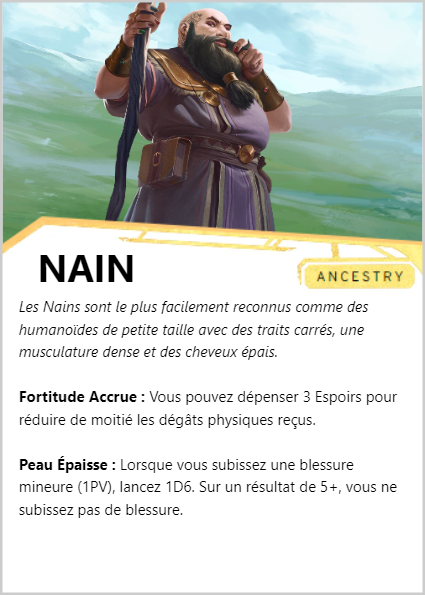 NAIN
ANCESTRY
Les Nains sont le plus facilement reconnus comme des
humanoïdes de petite taille avec des traits carrés, une
musculature dense et des cheveux épais.
Fortitude Accrue : Vous pouvez dépenser 3 Espoirs pour
réduire de moitié les dégâts physiques reçus.
Peau Épaisse : Lorsque vous subissez une blessure
mineure (1PV), lancez 1D6. Sur un résultat de 5+, vous ne
subissez pas de blessure.